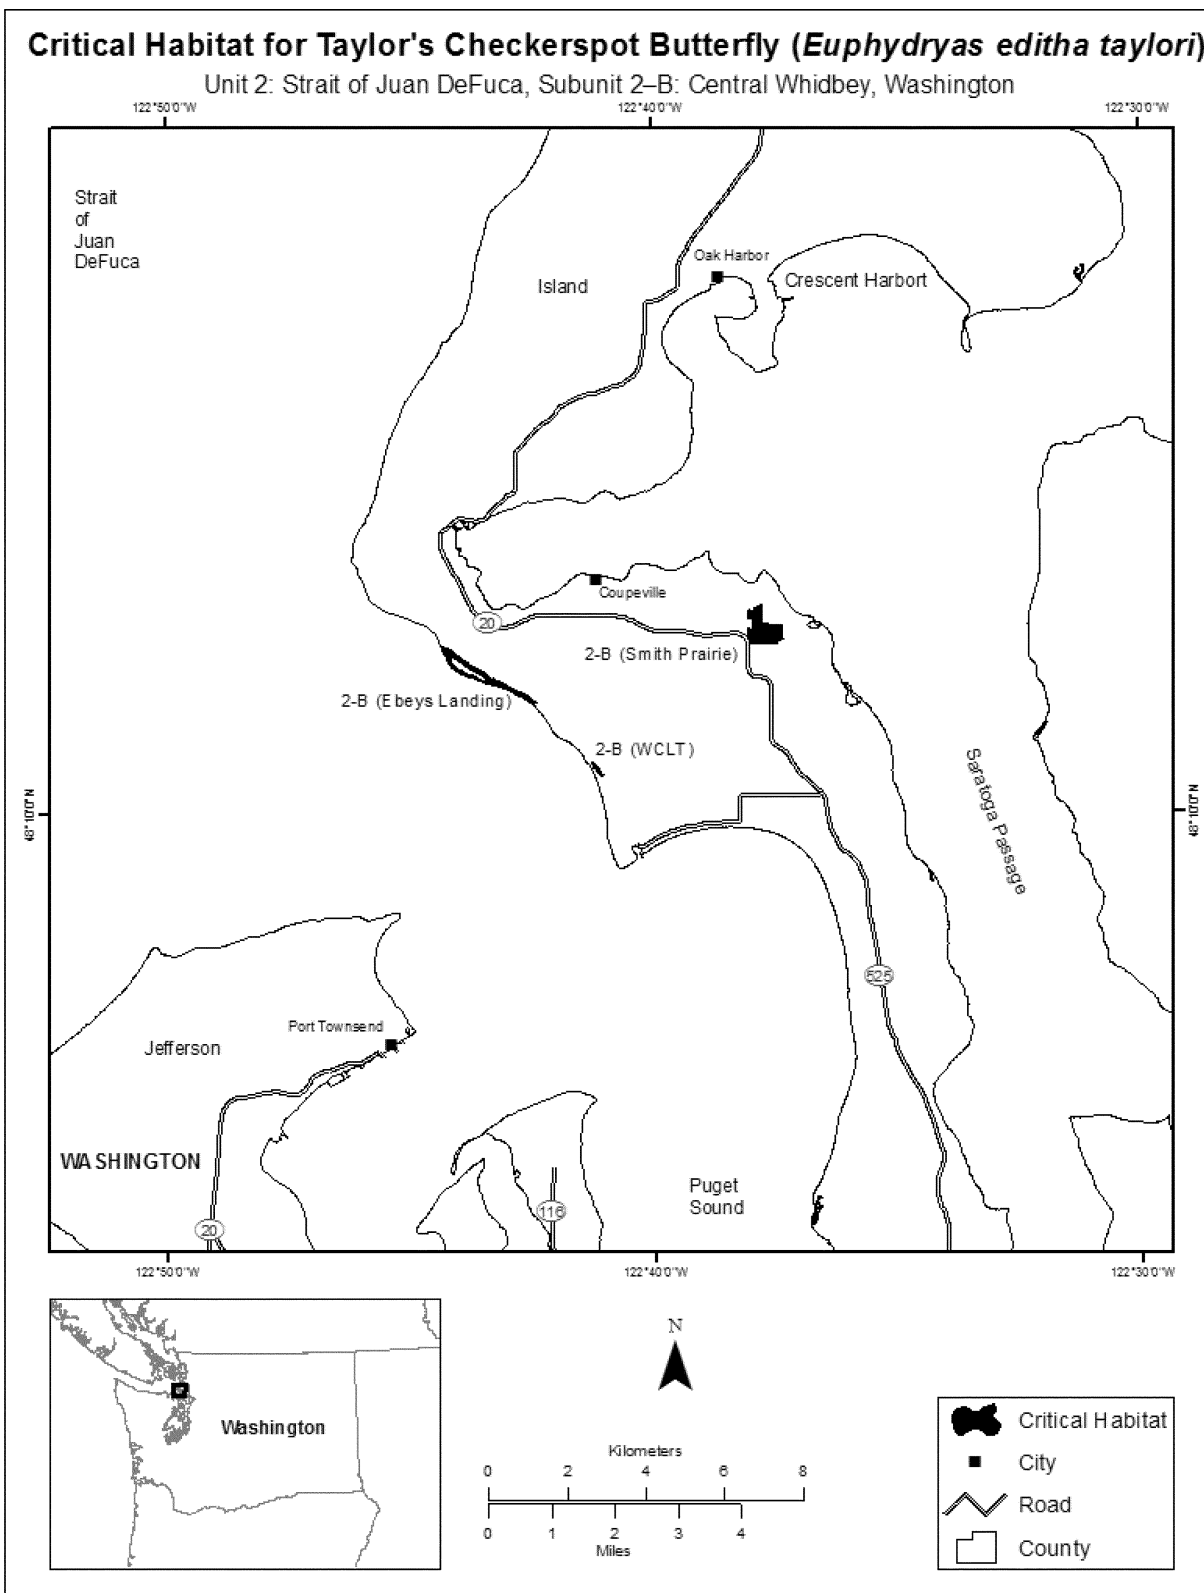 Critical Habitat for Taylor's Checkerspot Butterfly (Euphydryas editha taylori)
Unit 2: Strait of Juan DeFuca, Subunit 2–B: Central Whidbey, Washington
122°50'0"W
122°40'0"W
122°30'0"W
Strait
of
Juan
DeFuca
Oak Harbor
Island
Crescent Harbort
Coupeville
20
2-B (Smith Prairie)
2-B (Ebeys Landing)
2-B (WCLT)
Saratoga Passage
48°10'0"N
48°10'0"N
525
Port Townsend
Jefferson
WASHINGTON
Puget
Sound
20
116
122°50'0"W
122°40'0"W
122°30'0"W
Washington
N
Kilometers
0 2 4 6 8
0 1 2 3 4
Miles
Critical Habitat
City
Road
County